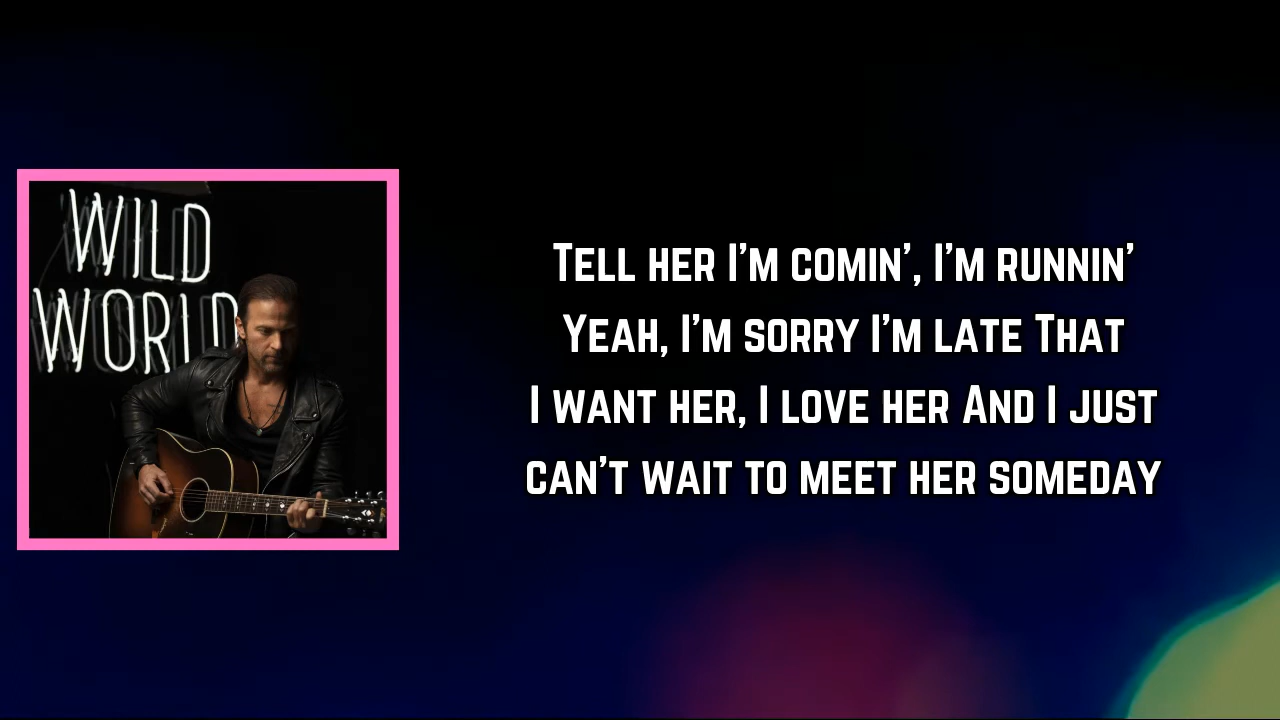 WILD
WORLD
TELL HER I'M COMIN', I'M RUNNIN'
YEAH, I'M SORRY I'M LATE THAT
I WANT HER, I LOVE HER AND I JUST
CAN'T WAIT TO MEET HER SOMEDAY